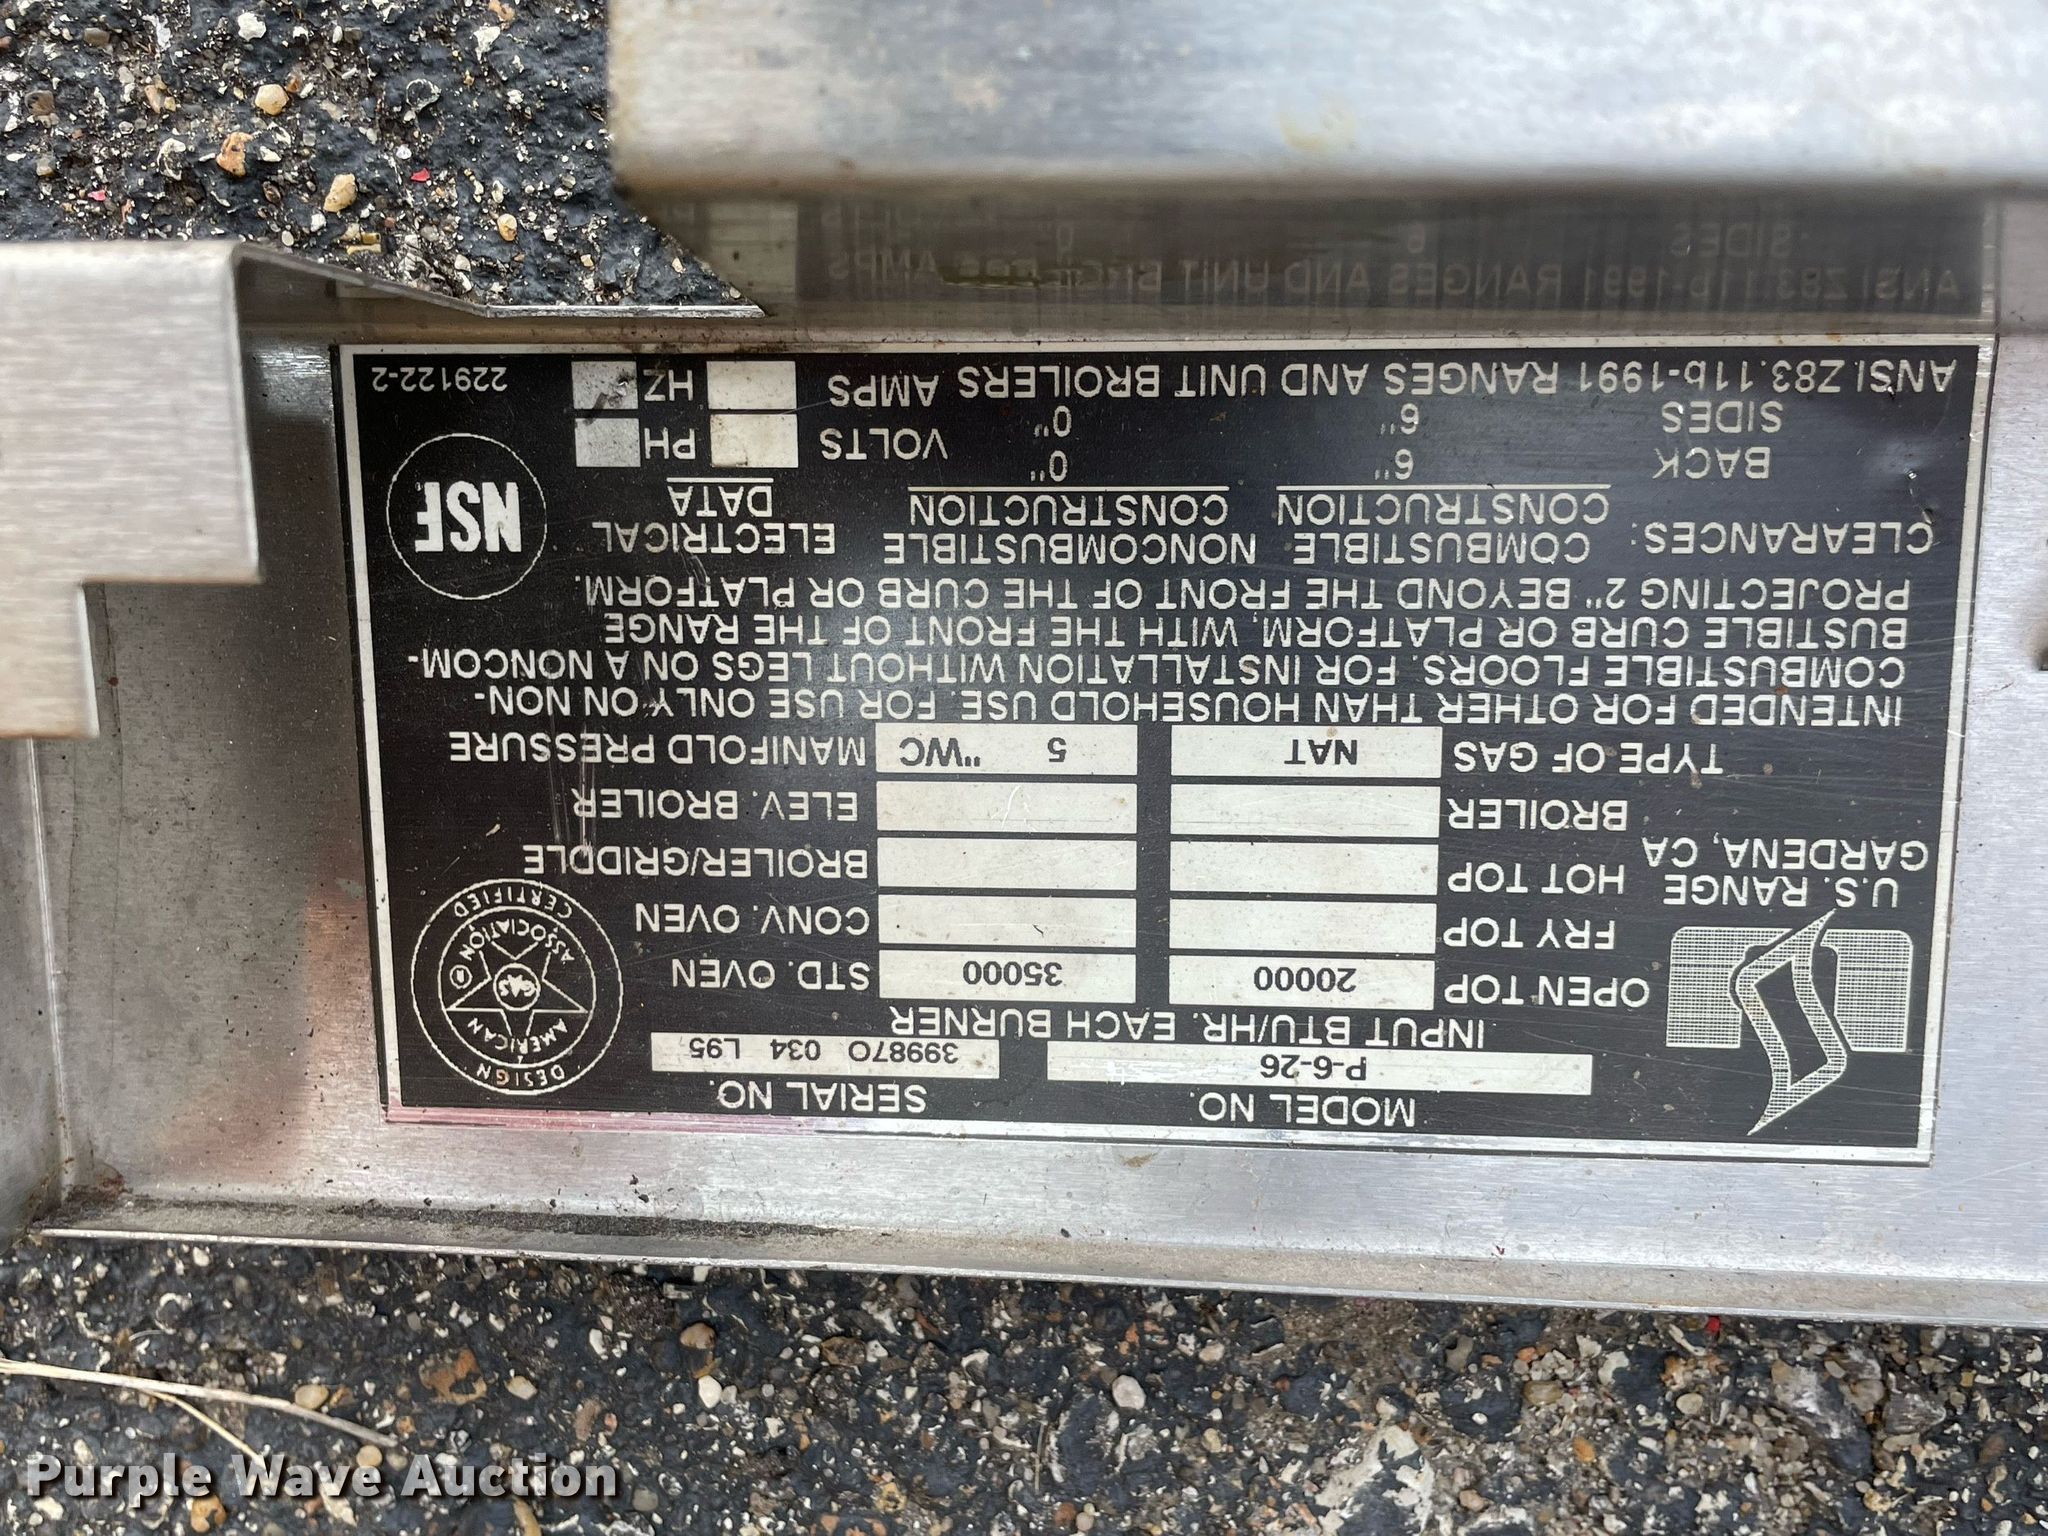 MODEL NO.
SERIAL NO.
P-6-26
39987O 034 L95
INPUT BTU/HR. EACH BURNER
OPEN TOP 20000 35000 STD. OVEN
FRY TOP CONV. OVEN
U.S. RANGE
GARDENA, CA
HOT TOP BROILER/GRIDDLE
BROILER ELEV. BROILER
TYPE OF GAS NAT 5 "WC MANIFOLD PRESSURE
DESIGN CERTIFIED
AMERICAN GAS ASSOCIATION
INTENDED FOR OTHER THAN HOUSEHOLD USE. FOR USE ONLY ON NON-
COMBUSTIBLE FLOORS. FOR INSTALLATION WITHOUT LEGS ON A NONCOM-
BUSTIBLE CURB OR PLATFORM, WITH THE FRONT OF THE RANGE
PROJECTING 2" BEYOND THE FRONT OF THE CURB OR PLATFORM.
CLEARANCES: COMBUSTIBLE NONCOMBUSTIBLE ELECTRICAL
CONSTRUCTION CONSTRUCTION DATA
BACK 6" 0" VOLTS PH
SIDES 6" 0"
ANSI Z83.11b-1991 RANGES AND UNIT BROILERS AMPS HZ
NSF
229122-2
Purple Wave Auction